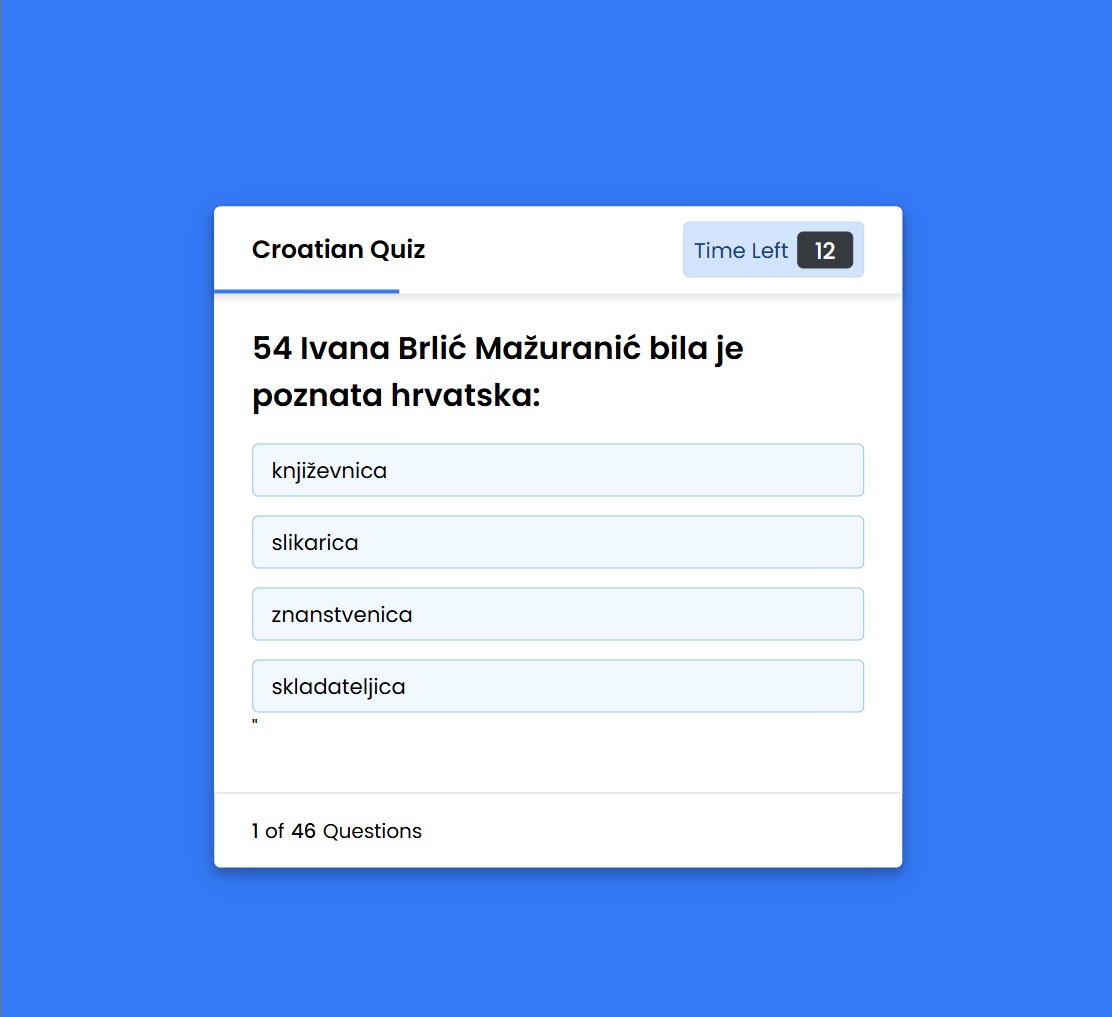 Croatian Quiz
Time Left 12
54 Ivana Brlić Mažuranić bila je
poznata hrvatska:
književnica
slikarica
znanstvenica
skladateljica
"
1 of 46 Questions